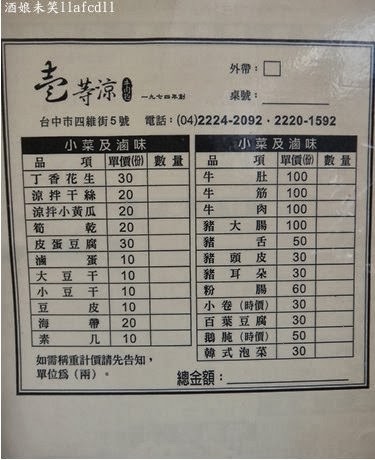 酒娘未笑llafcdll
壹等涼 一九七四年創
外帶：
桌號：
台中市四維街5號 電話：(04)2224-2092・2220-1592
小菜及滷味
品項 單價(份) 數量
丁香花生 30
涼拌干絲 20
涼拌小黃瓜 20
筍乾 20
皮蛋豆腐 30
滷蛋 10
大豆干 10
小豆干 10
豆皮 10
海帶 20
素几 10
如需稱重計價請先告知，
單位為（兩）。
小菜及滷味
品項 單價(份) 數量
牛肚 100
牛筋 100
牛肉 100
豬大腸 100
豬舌 50
豬頭皮 30
豬耳朵 30
粉腸 60
小卷(時價) 30
百葉豆腐 30
鵝肫(時價) 50
韓式泡菜 30
總金額：